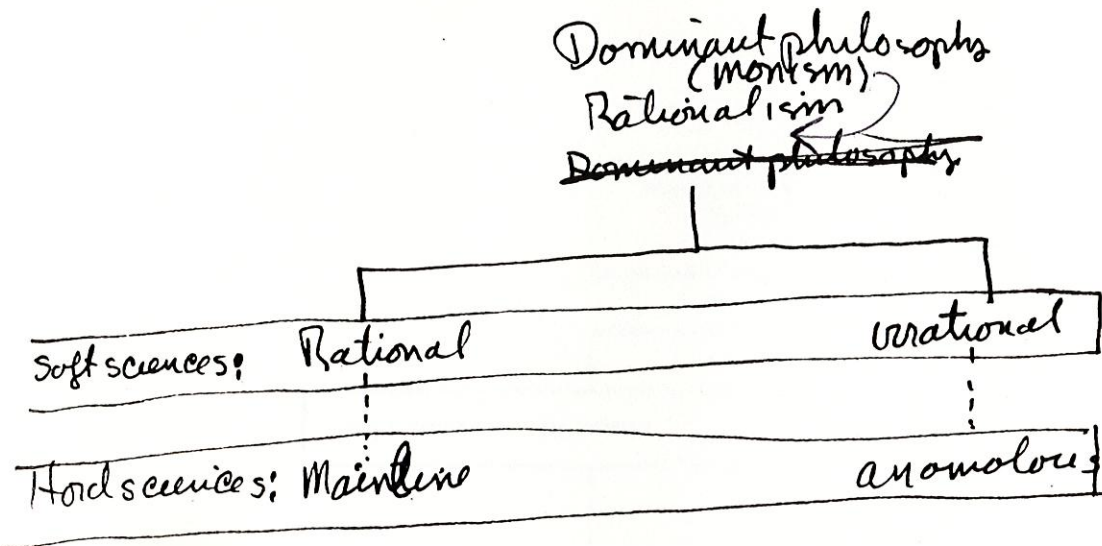 Dominant philosophy
(monism)
Rationalism
Dominant philosophy
Soft sciences: Rational irrational
Hard sciences: Mainline anomolous